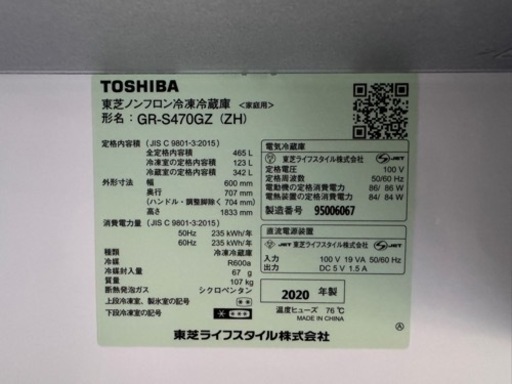 TOSHIBA
東芝ノンフロン冷凍冷蔵庫 <家庭用>
形名：GR-S470GZ (ZH)
定格内容積 (JIS C 9801-3:2015)
全定格内容積 465 L
冷凍室の定格内容積 123 L
冷蔵室の定格内容積 342 L
外形寸法 幅 600 mm
奥行 707 mm
(ハンドル・調整脚除く 704 mm)
高さ 1833 mm
消費電力量 (JIS C 9801-3:2015)
50Hz 235 kWh/年
60Hz 235 kWh/年
種類 冷凍冷蔵庫
冷媒 R600a
冷媒封入量 67 g
質量 107 kg
断熱発泡ガス シクロペンタン
上段冷凍室、製氷室の記号
下段冷凍室の記号
電気冷蔵庫
東芝ライフスタイル株式会社 JET
定格電圧 100 V
定格周波数 50/60 Hz
電動機の定格消費電力 86/ 86 W
電熱装置の定格消費電力 84/ 84 W
製造番号 95006067
直流電源装置
JET 東芝ライフスタイル株式会社
入力 100 V 19 VA 50/60 Hz
出力 DC 5 V 1.5 A
2020 年製
温度ヒューズ 76℃
MADE IN CHINA
Ⓐ
東芝ライフスタイル株式会社